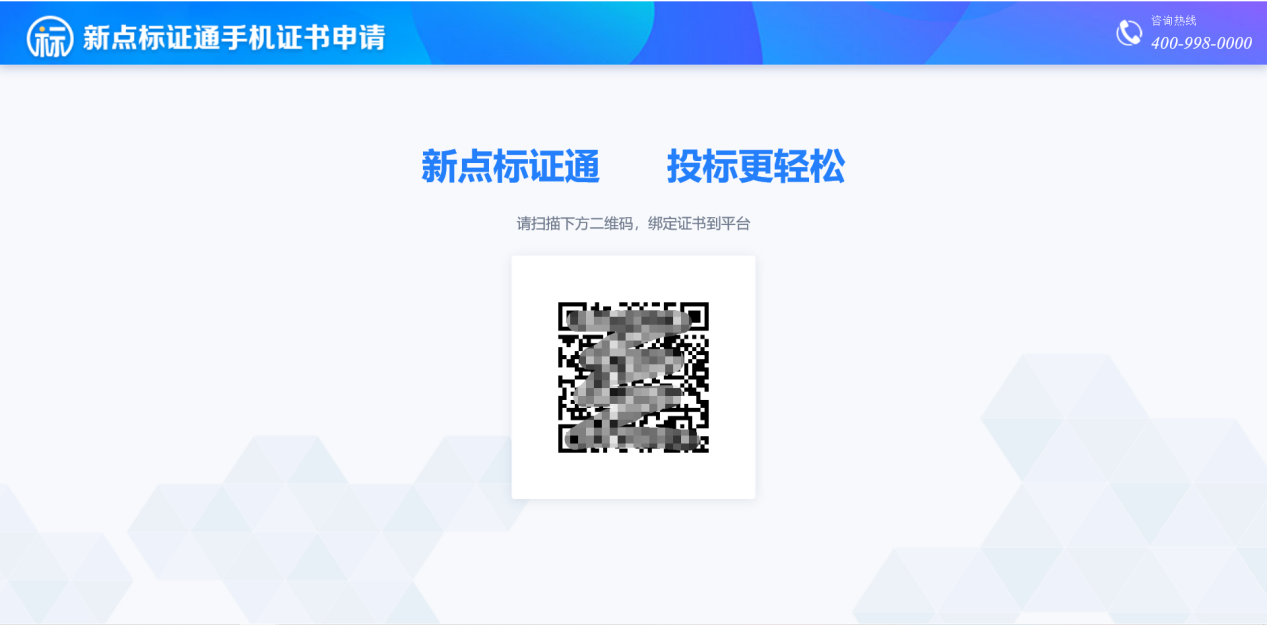 标 新点标证通手机证书申请
咨询热线
400-998-0000
新点标证通 投标更轻松
请扫描下方二维码，绑定证书到平台